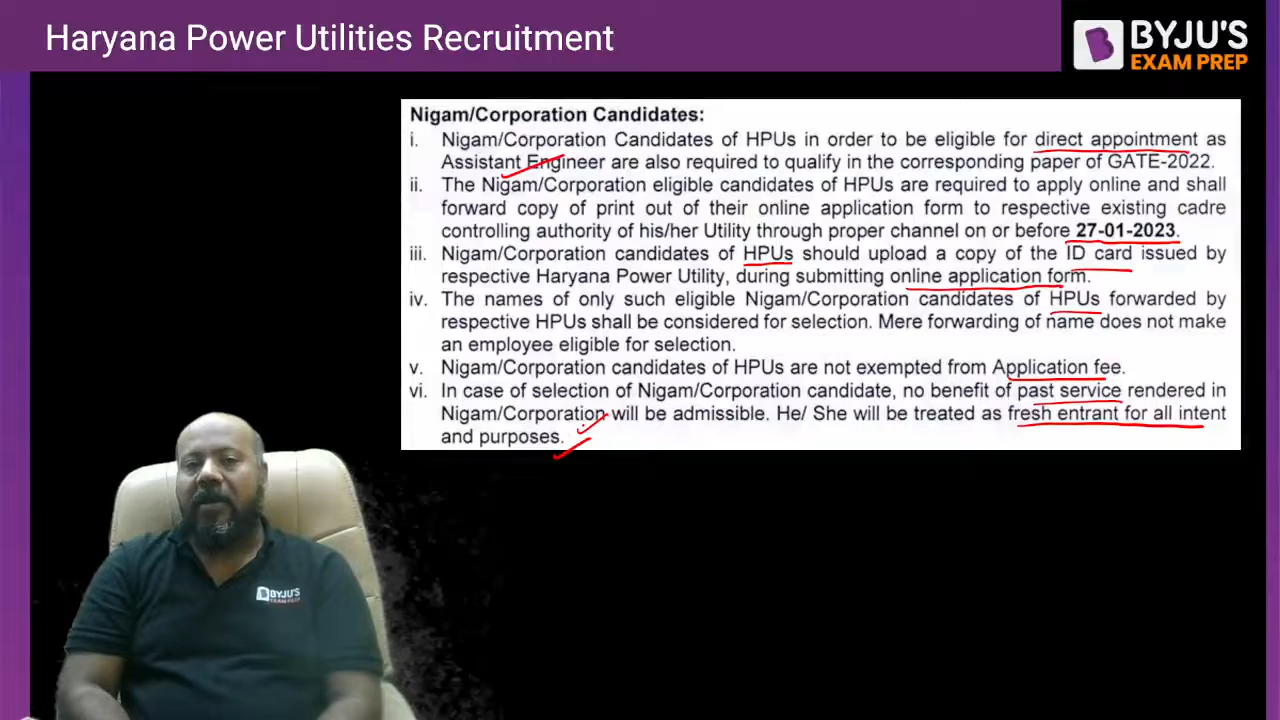 Haryana Power Utilities Recruitment
BYJU'S
EXAM PREP
Nigam/Corporation Candidates:
i. Nigam/Corporation Candidates of HPUs in order to be eligible for direct appointment as
Assistant Engineer are also required to qualify in the corresponding paper of GATE-2022.
ii. The Nigam/Corporation eligible candidates of HPUs are required to apply online and shall
forward copy of print out of their online application form to respective existing cadre
controlling authority of his/her Utility through proper channel on or before 27-01-2023.
iii. Nigam/Corporation candidates of HPUs should upload a copy of the ID card issued by
respective Haryana Power Utility, during submitting online application form.
iv. The names of only such eligible Nigam/Corporation candidates of HPUs forwarded by
respective HPUs shall be considered for selection. Mere forwarding of name does not make
an employee eligible for selection.
v. Nigam/Corporation candidates of HPUs are not exempted from Application fee.
vi. In case of selection of Nigam/Corporation candidate, no benefit of past service rendered in
Nigam/Corporation will be admissible. He/ She will be treated as fresh entrant for all intent
and purposes.
BYJU'S
EXAM PREP